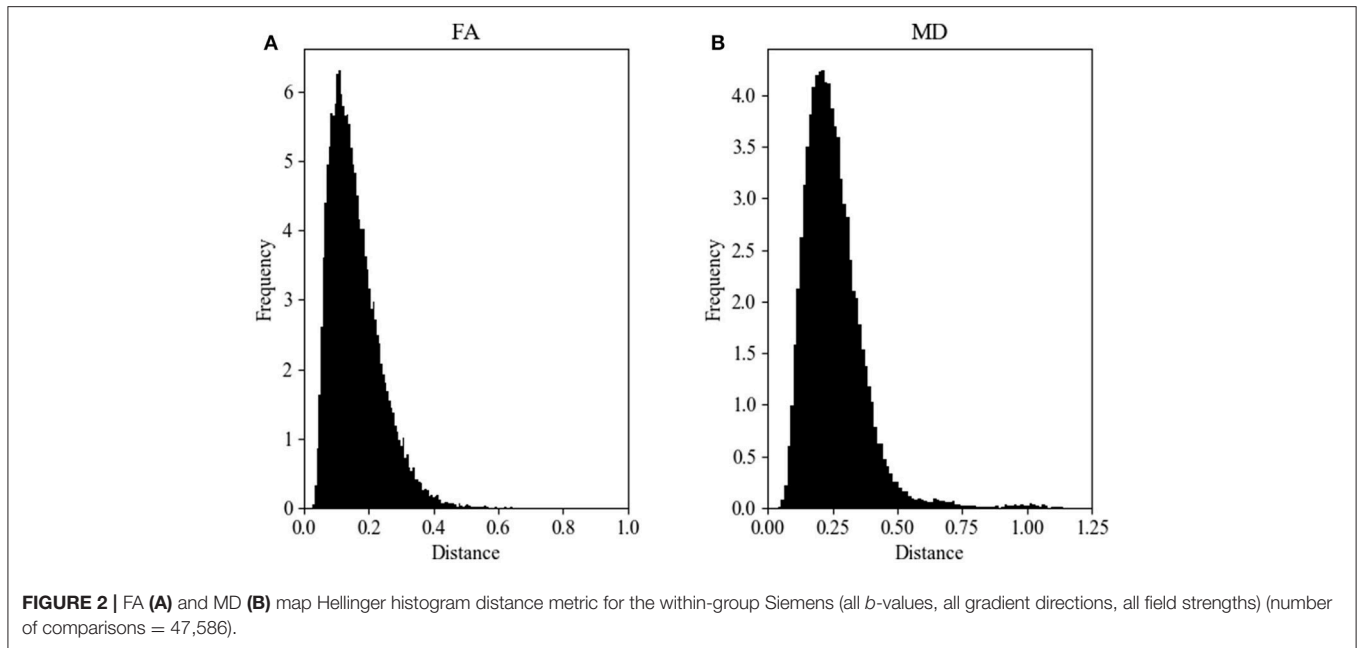 A
FA
6
5
4
3
2
1
0
0.0 0.2 0.4 0.6 0.8 1.0
Frequency
Distance
B
MD
4.0
3.5
3.0
2.5
2.0
1.5
1.0
0.5
0.0
0.00 0.25 0.50 0.75 1.00 1.25
Frequency
Distance
FIGURE 2 | FA (A) and MD (B) map Hellinger histogram distance metric for the within-group Siemens (all b-values, all gradient directions, all field strengths) (number
of comparisons = 47,586).